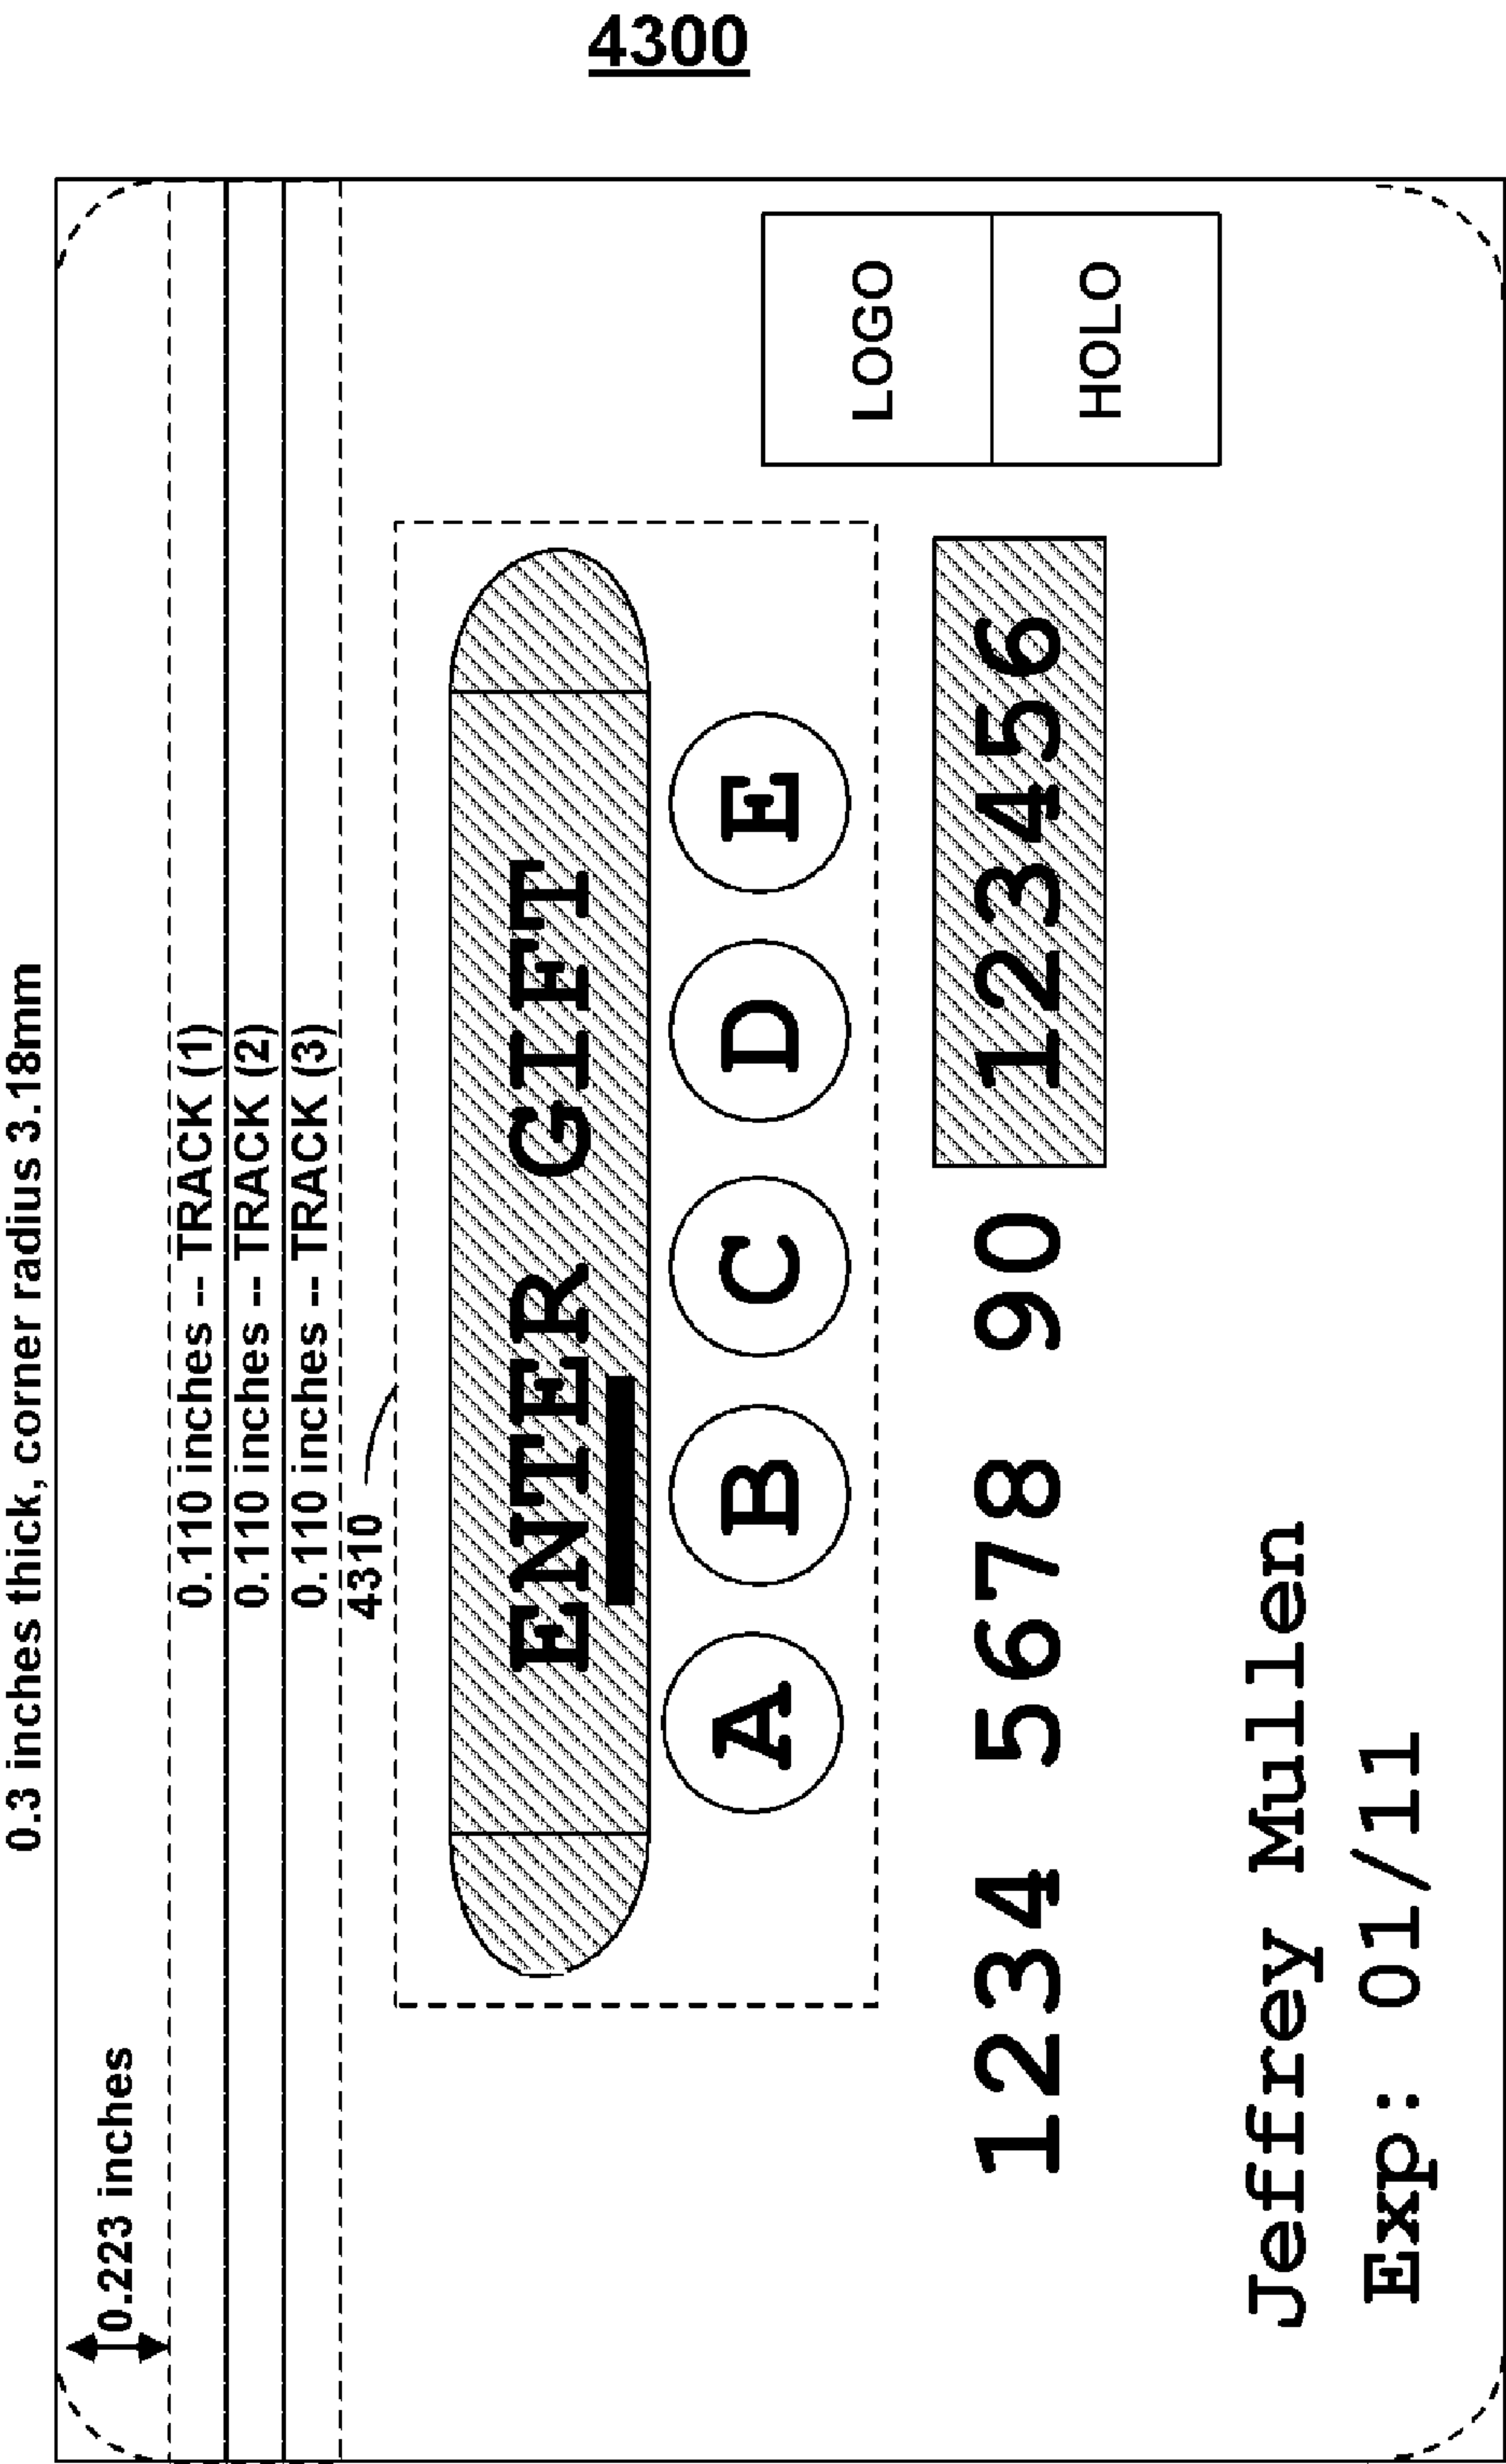 4300
0.3 inches thick, corner radius 3.18mm
0.223 inches
0.110 inches -- TRACK (1)
0.110 inches -- TRACK (2)
0.110 inches -- TRACK (3)
4310
ENTER GIFT
A B C D E
LOGO
HOLO
1234 5678 90 123456
Jeffrey Mullen
Exp: 01/11